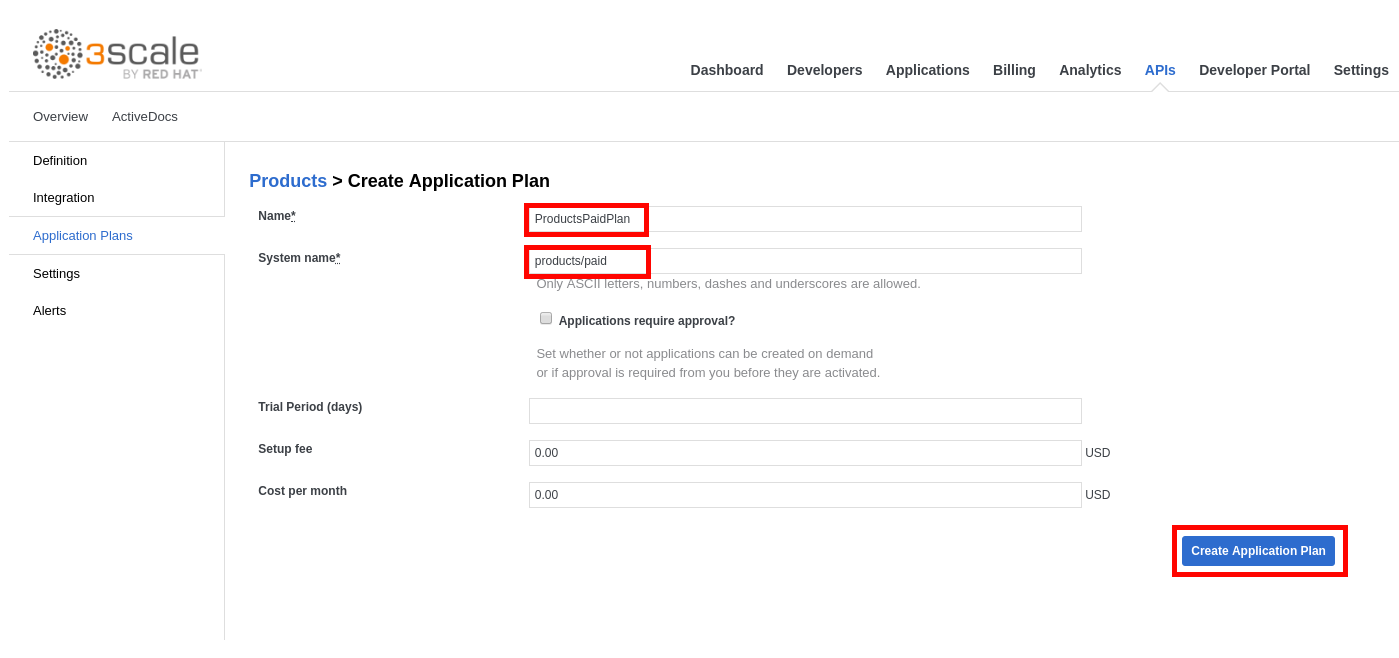 3scale
BY RED HAT
Dashboard Developers Applications Billing Analytics APIs Developer Portal Settings
Overview ActiveDocs
Definition
Integration
Application Plans
Settings
Alerts
Products > Create Application Plan
Name* ProductsPaidPlan
System name* products/paid
Only ASCII letters, numbers, dashes and underscores are allowed.
Applications require approval?
Set whether or not applications can be created on demand
or if approval is required from you before they are activated.
Trial Period (days)
Setup fee 0.00 USD
Cost per month 0.00 USD
Create Application Plan